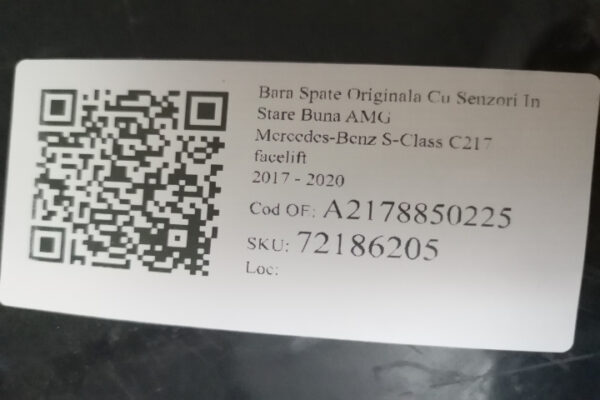 Bara Spate Originala Cu Senzori In
Stare Buna AMG
Mercedes-Benz S-Class C217
facelift
2017 - 2020
Cod OE: A2178850225
SKU: 72186205
Loc: